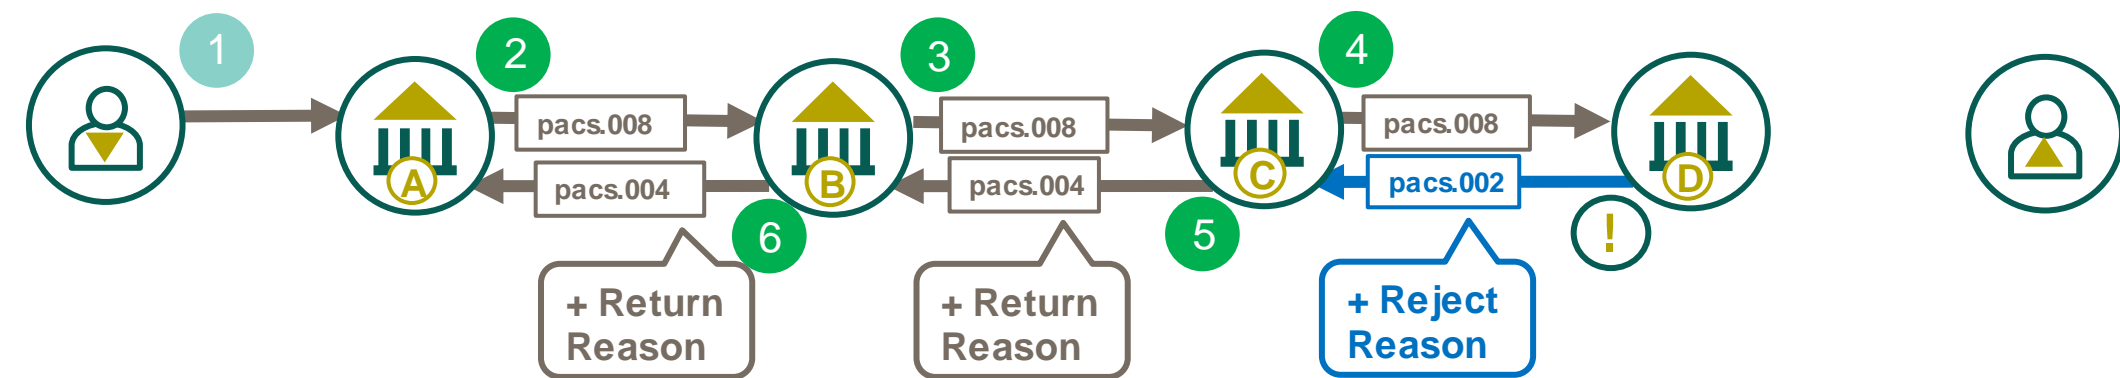 1
2
3
4
pacs.008
pacs.008
pacs.008
A
B
C
D
pacs.004
pacs.004
pacs.002
6
5
!
+ Return
Reason
+ Return
Reason
+ Reject
Reason